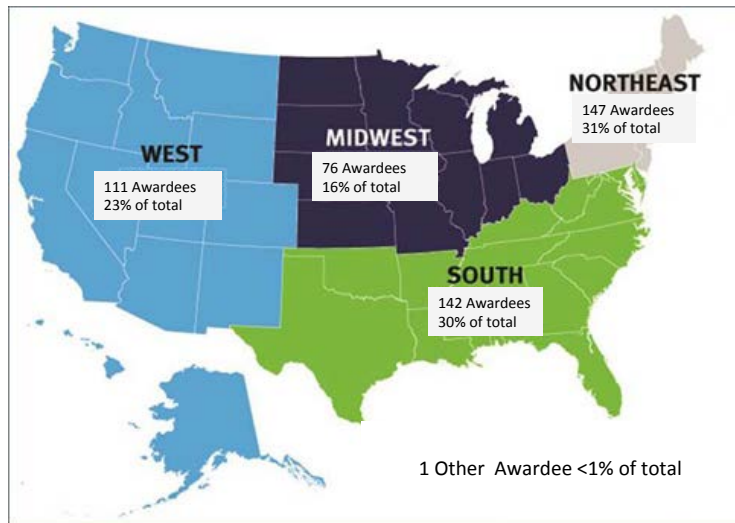 NORTHEAST
147 Awardees
31% of total
MIDWEST
76 Awardees
16% of total
WEST
111 Awardees
23% of total
SOUTH
142 Awardees
30% of total
1 Other Awardee <1% of total